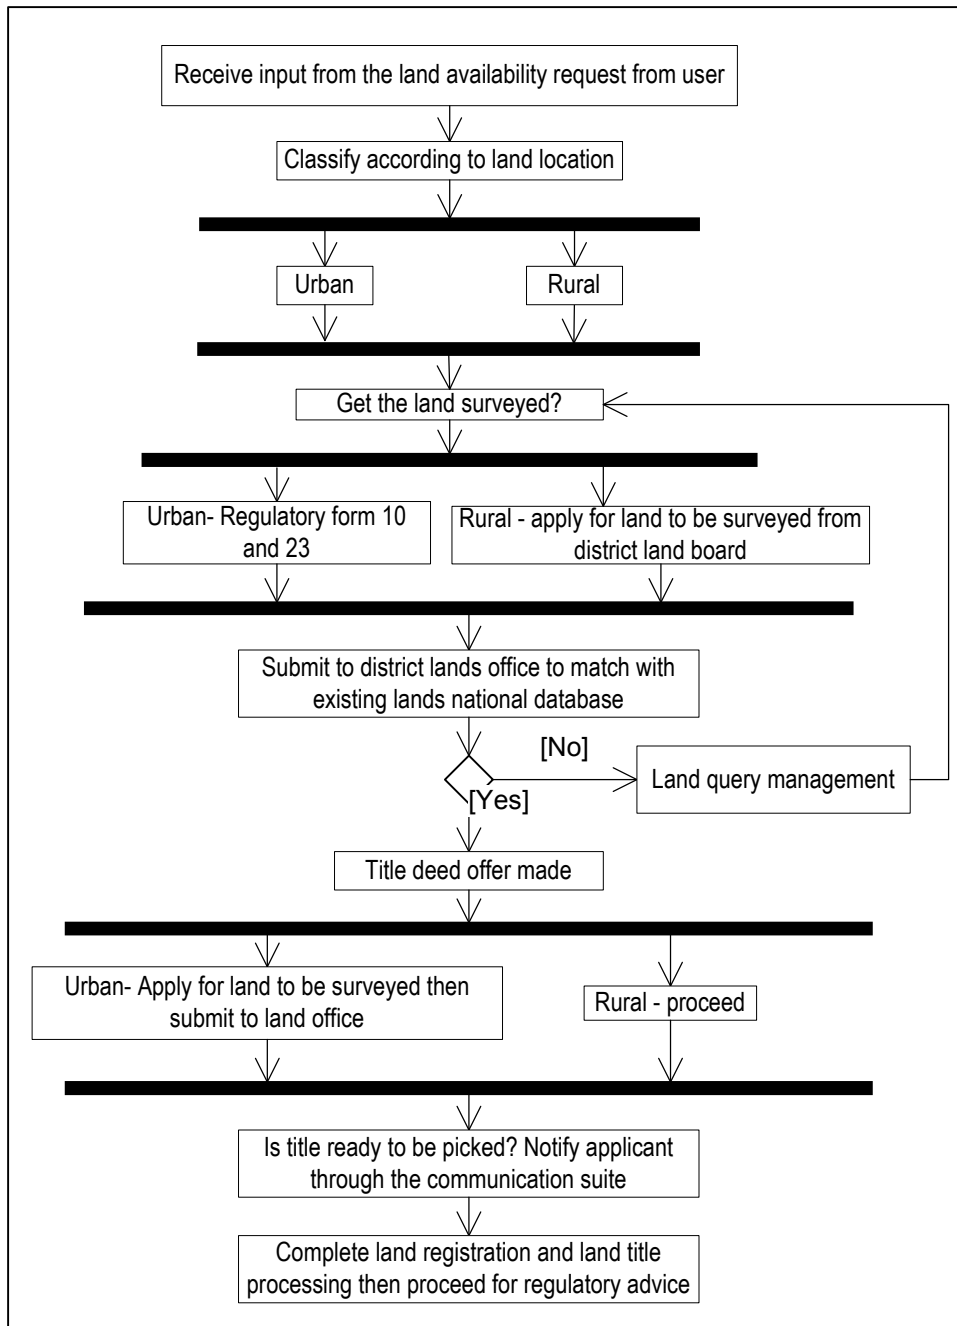 Receive input from the land availability request from user
Classify according to land location
Urban
Rural
Get the land surveyed?
Urban- Regulatory form 10
and 23
Rural - apply for land to be surveyed from
district land board
Submit to district lands office to match with
existing lands national database
[No]
Land query management
[Yes]
Title deed offer made
Urban- Apply for land to be surveyed then
submit to land office
Rural - proceed
Is title ready to be picked? Notify applicant
through the communication suite
Complete land registration and land title
processing then proceed for regulatory advice